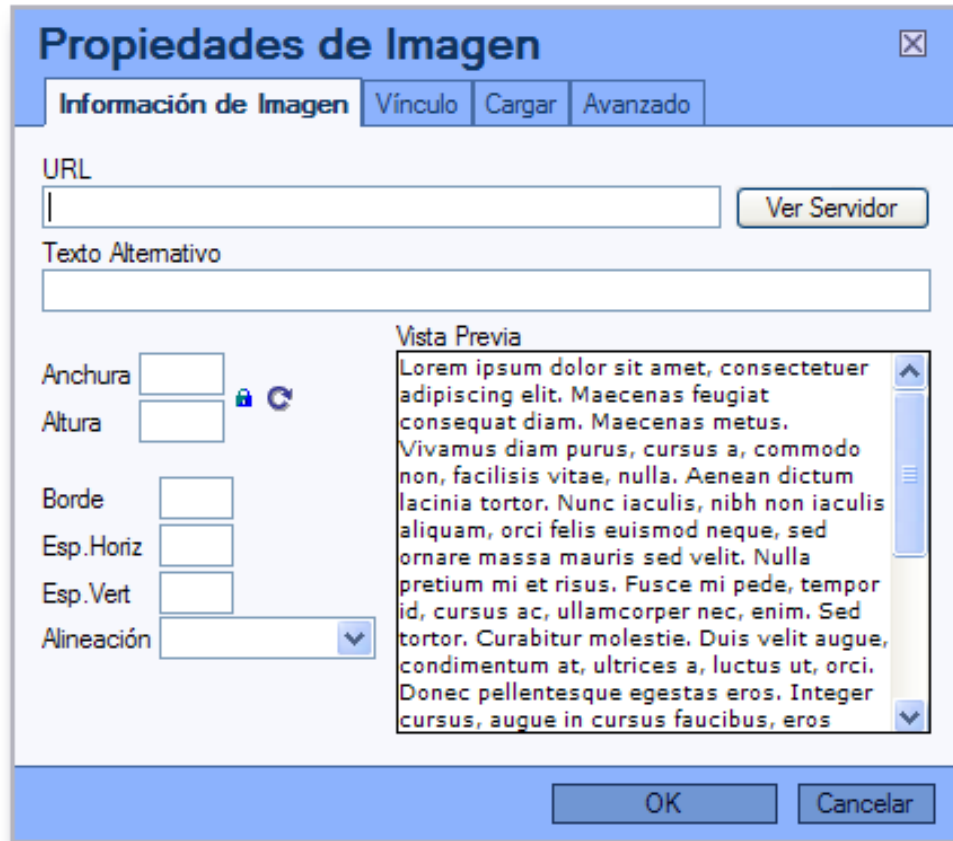 Propiedades de Imagen
Información de Imagen Vínculo Cargar Avanzado
URL
Ver Servidor
Texto Alternativo
Vista Previa
Anchura
Altura
Borde
Esp.Horiz
Esp.Vert
Alineación
Lorem ipsum dolor sit amet, consectetuer
adipiscing elit. Maecenas feugiat
consequat diam. Maecenas metus.
Vivamus diam purus, cursus a, commodo
non, facilisis vitae, nulla. Aenean dictum
lacinia tortor. Nunc iaculis, nibh non iaculis
aliquam, orci felis euismod neque, sed
ornare massa mauris sed velit. Nulla
pretium mi et risus. Fusce mi pede, tempor
id, cursus ac, ullamcorper nec, enim. Sed
tortor. Curabitur molestie. Duis velit augue,
condimentum at, ultrices a, luctus ut, orci.
Donec pellentesque egestas eros. Integer
cursus, augue in cursus faucibus, eros
OK Cancelar